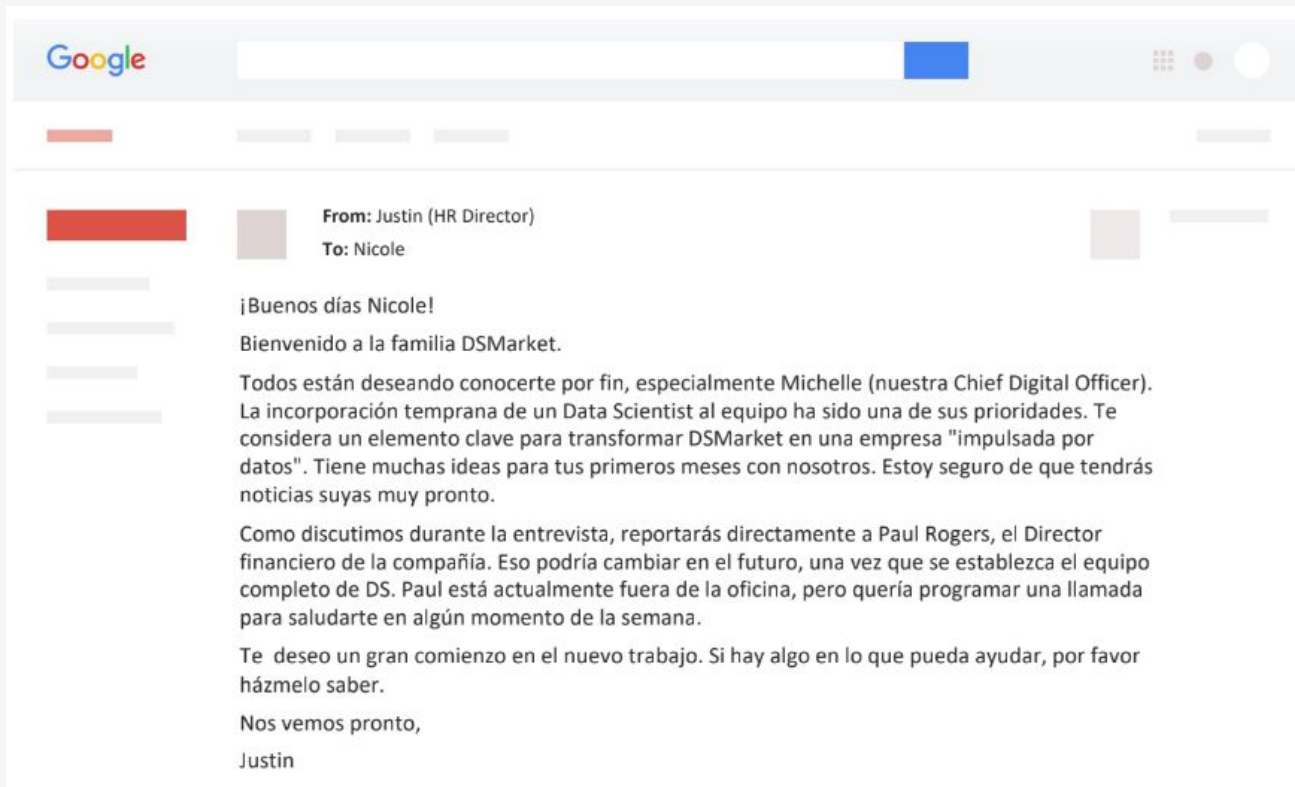 Google
From: Justin (HR Director)
To: Nicole
¡Buenos días Nicole!
Bienvenido a la familia DSMarket.
Todos están deseando conocerte por fin, especialmente Michelle (nuestra Chief Digital Officer).
La incorporación temprana de un Data Scientist al equipo ha sido una de sus prioridades. Te
considera un elemento clave para transformar DSMarket en una empresa "impulsada por
datos". Tiene muchas ideas para tus primeros meses con nosotros. Estoy seguro de que tendrás
noticias suyas muy pronto.
Como discutimos durante la entrevista, reportarás directamente a Paul Rogers, el Director
financiero de la compañía. Eso podría cambiar en el futuro, una vez que se establezca el equipo
completo de DS. Paul está actualmente fuera de la oficina, pero quería programar una llamada
para saludarte en algún momento de la semana.
Te  deseo un gran comienzo en el nuevo trabajo. Si hay algo en lo que pueda ayudar, por favor
házmelo saber.
Nos vemos pronto,
Justin